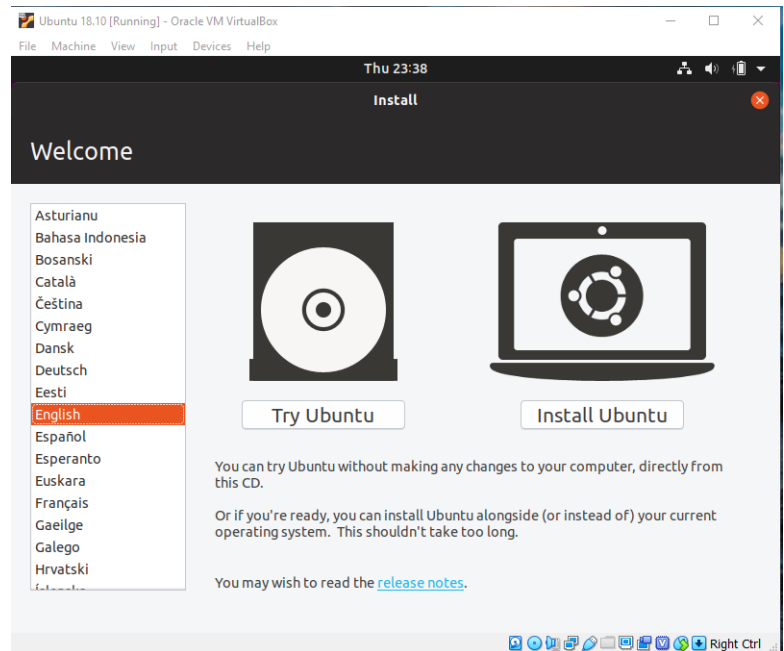 Ubuntu 18.10 [Running] - Oracle VM VirtualBox
File Machine View Input Devices Help
Thu 23:38
Install
Welcome
Asturianu
Bahasa Indonesia
Bosanski
Català
Čeština
Cymraeg
Dansk
Deutsch
Eesti
English
Español
Esperanto
Euskara
Français
Gaeilge
Galego
Hrvatski
Try Ubuntu
Install Ubuntu
You can try Ubuntu without making any changes to your computer, directly from
this CD.
Or if you're ready, you can install Ubuntu alongside (or instead of) your current
operating system. This shouldn't take too long.
You may wish to read the release notes.
Right Ctrl